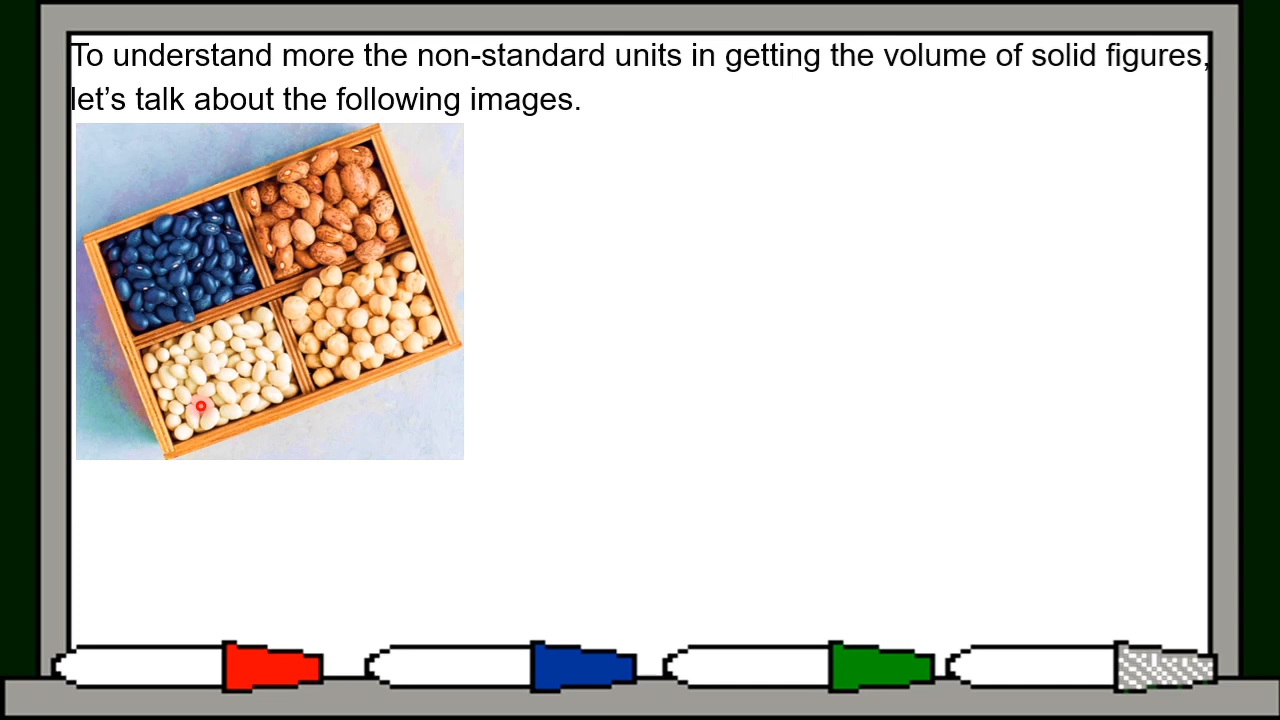 To understand more the non-standard units in getting the volume of solid figures,
let’s talk about the following images.